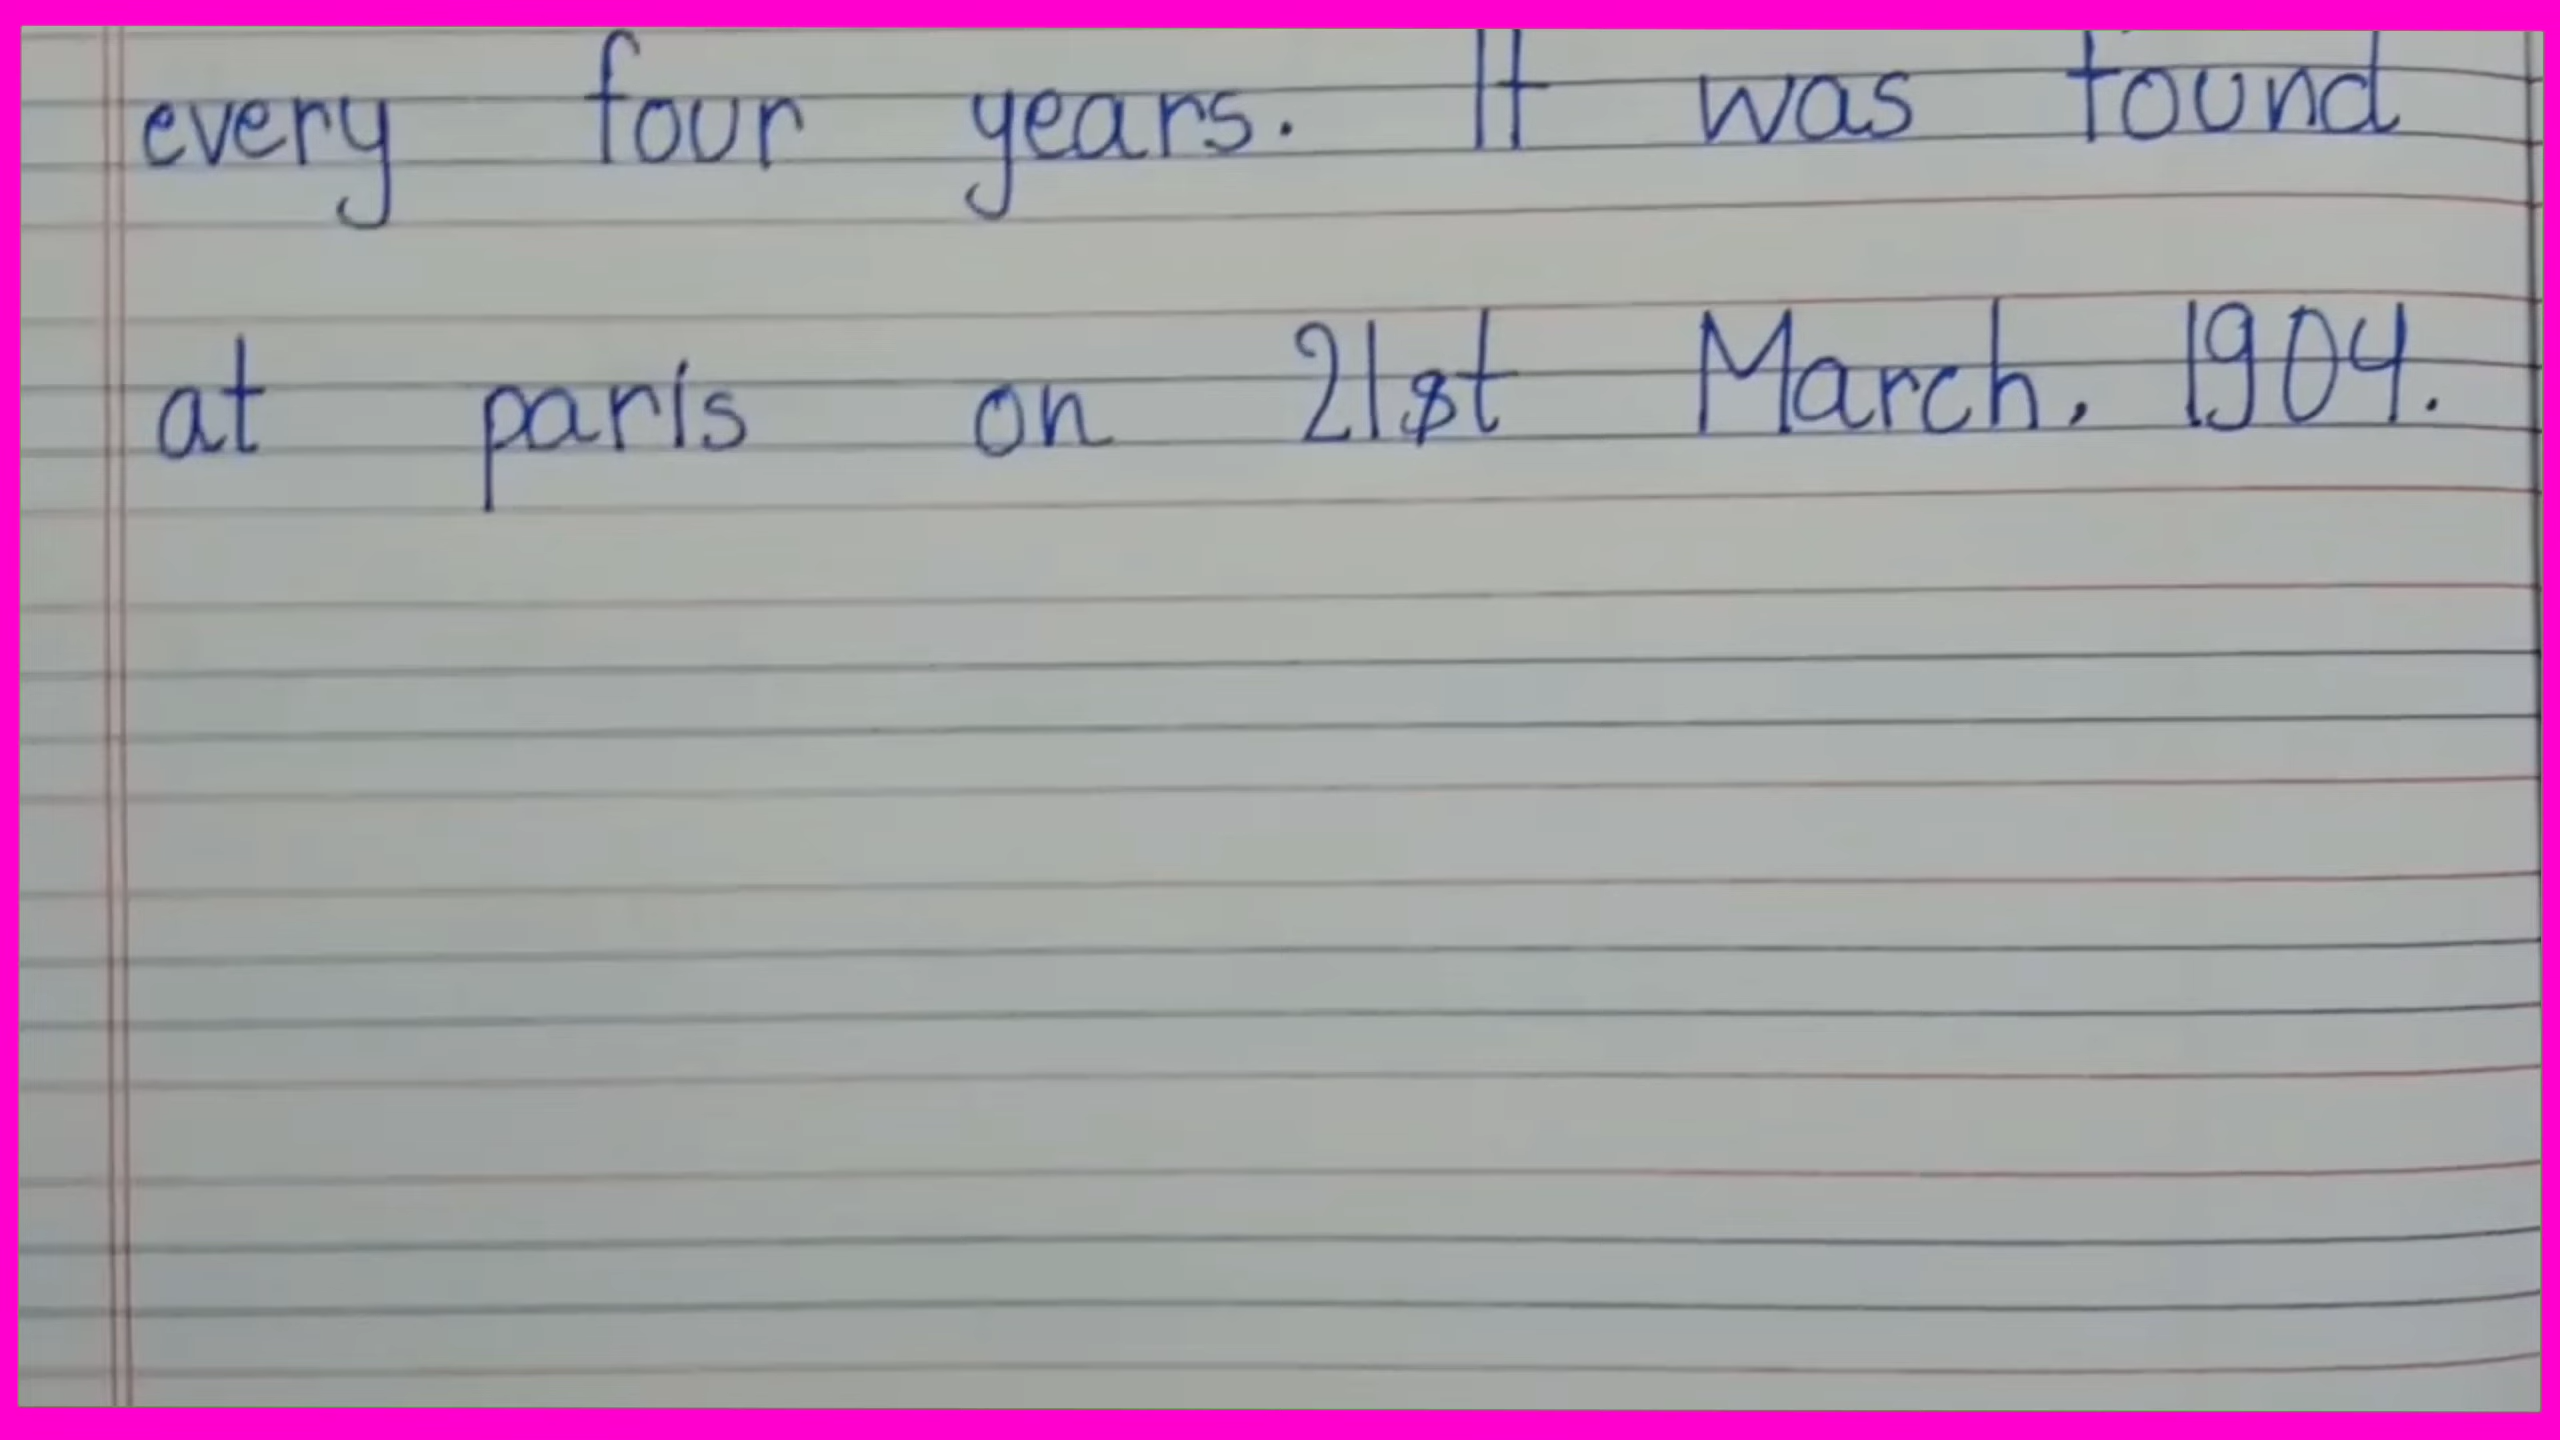 every four years. It was found
at paris on 21st March, 1904.